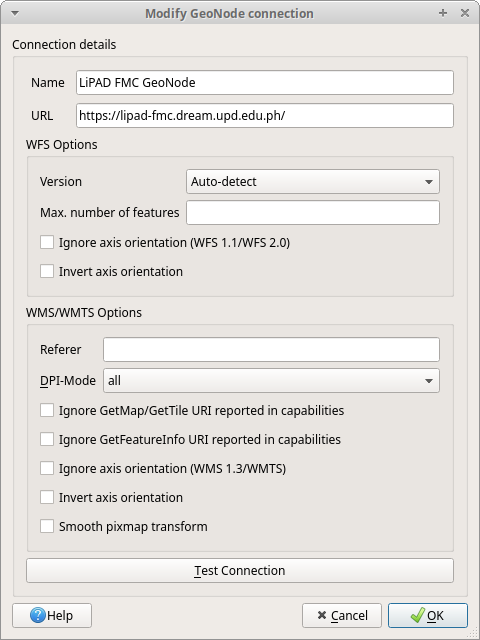 Modify GeoNode connection
Connection details
Name LiPAD FMC GeoNode
URL https://lipad-fmc.dream.upd.edu.ph/
WFS Options
Version Auto-detect
Max. number of features
Ignore axis orientation (WFS 1.1/WFS 2.0)
Invert axis orientation
WMS/WMTS Options
Referer
DPI-Mode all
Ignore GetMap/GetTile URI reported in capabilities
Ignore GetFeatureInfo URI reported in capabilities
Ignore axis orientation (WMS 1.3/WMTS)
Invert axis orientation
Smooth pixmap transform
Test Connection
Help Cancel OK